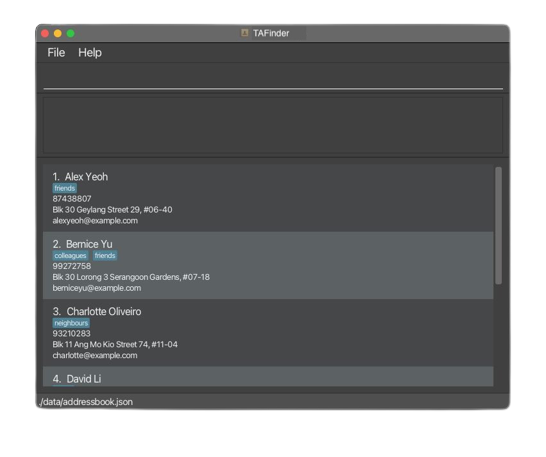 TAFinder
File Help
1. Alex Yeoh
friends
87438807
Blk 30 Geylang Street 29, #06-40
alexyeoh@example.com
2. Bernice Yu
colleagues friends
99272758
Blk 30 Lorong 3 Serangoon Gardens, #07-18
berniceyu@example.com
3. Charlotte Oliveiro
neighbours
93210283
Blk 11 Ang Mo Kio Street 74, #11-04
charlotte@example.com
4. David Li
./data/addressbook.json